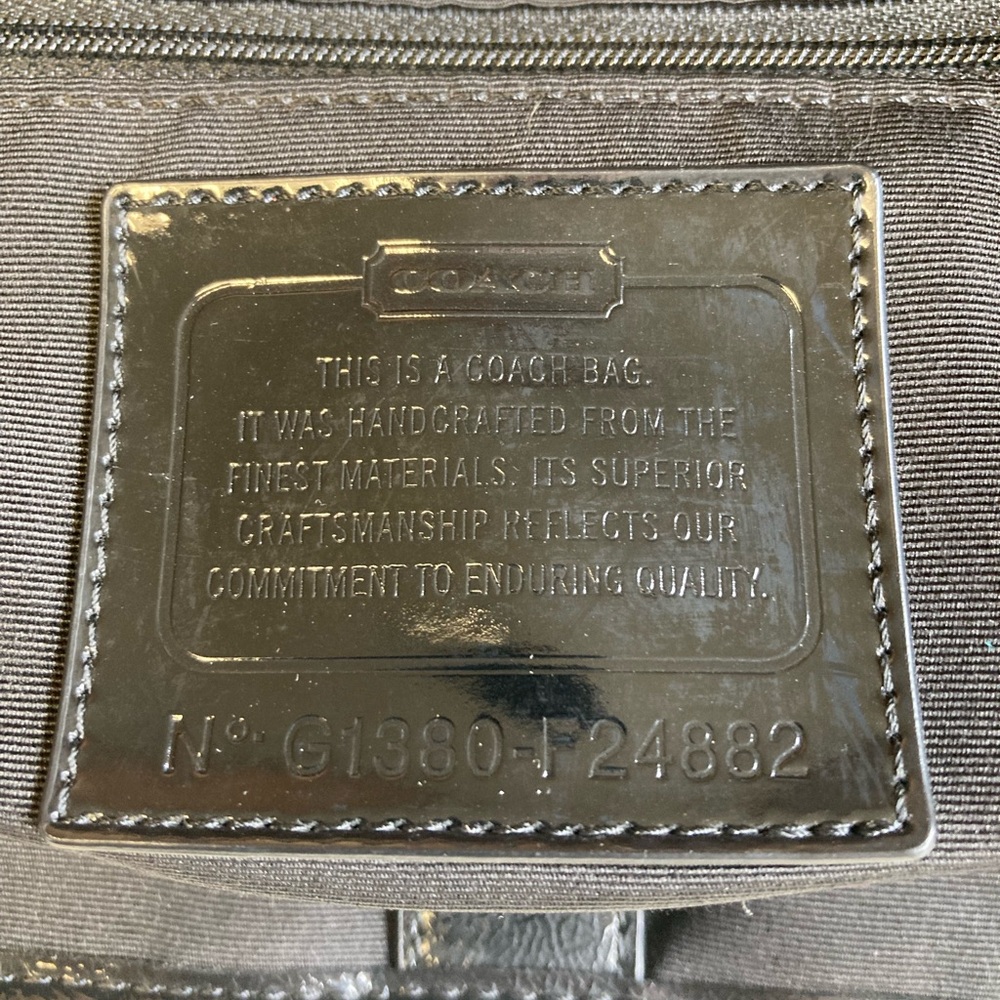 COACH
THIS IS A COACH BAG.
IT WAS HANDCRAFTED FROM THE
FINEST MATERIALS. ITS SUPERIOR
CRAFTSMANSHIP REFLECTS OUR
COMMITMENT TO ENDURING QUALITY.
Nº. G1380-F24882